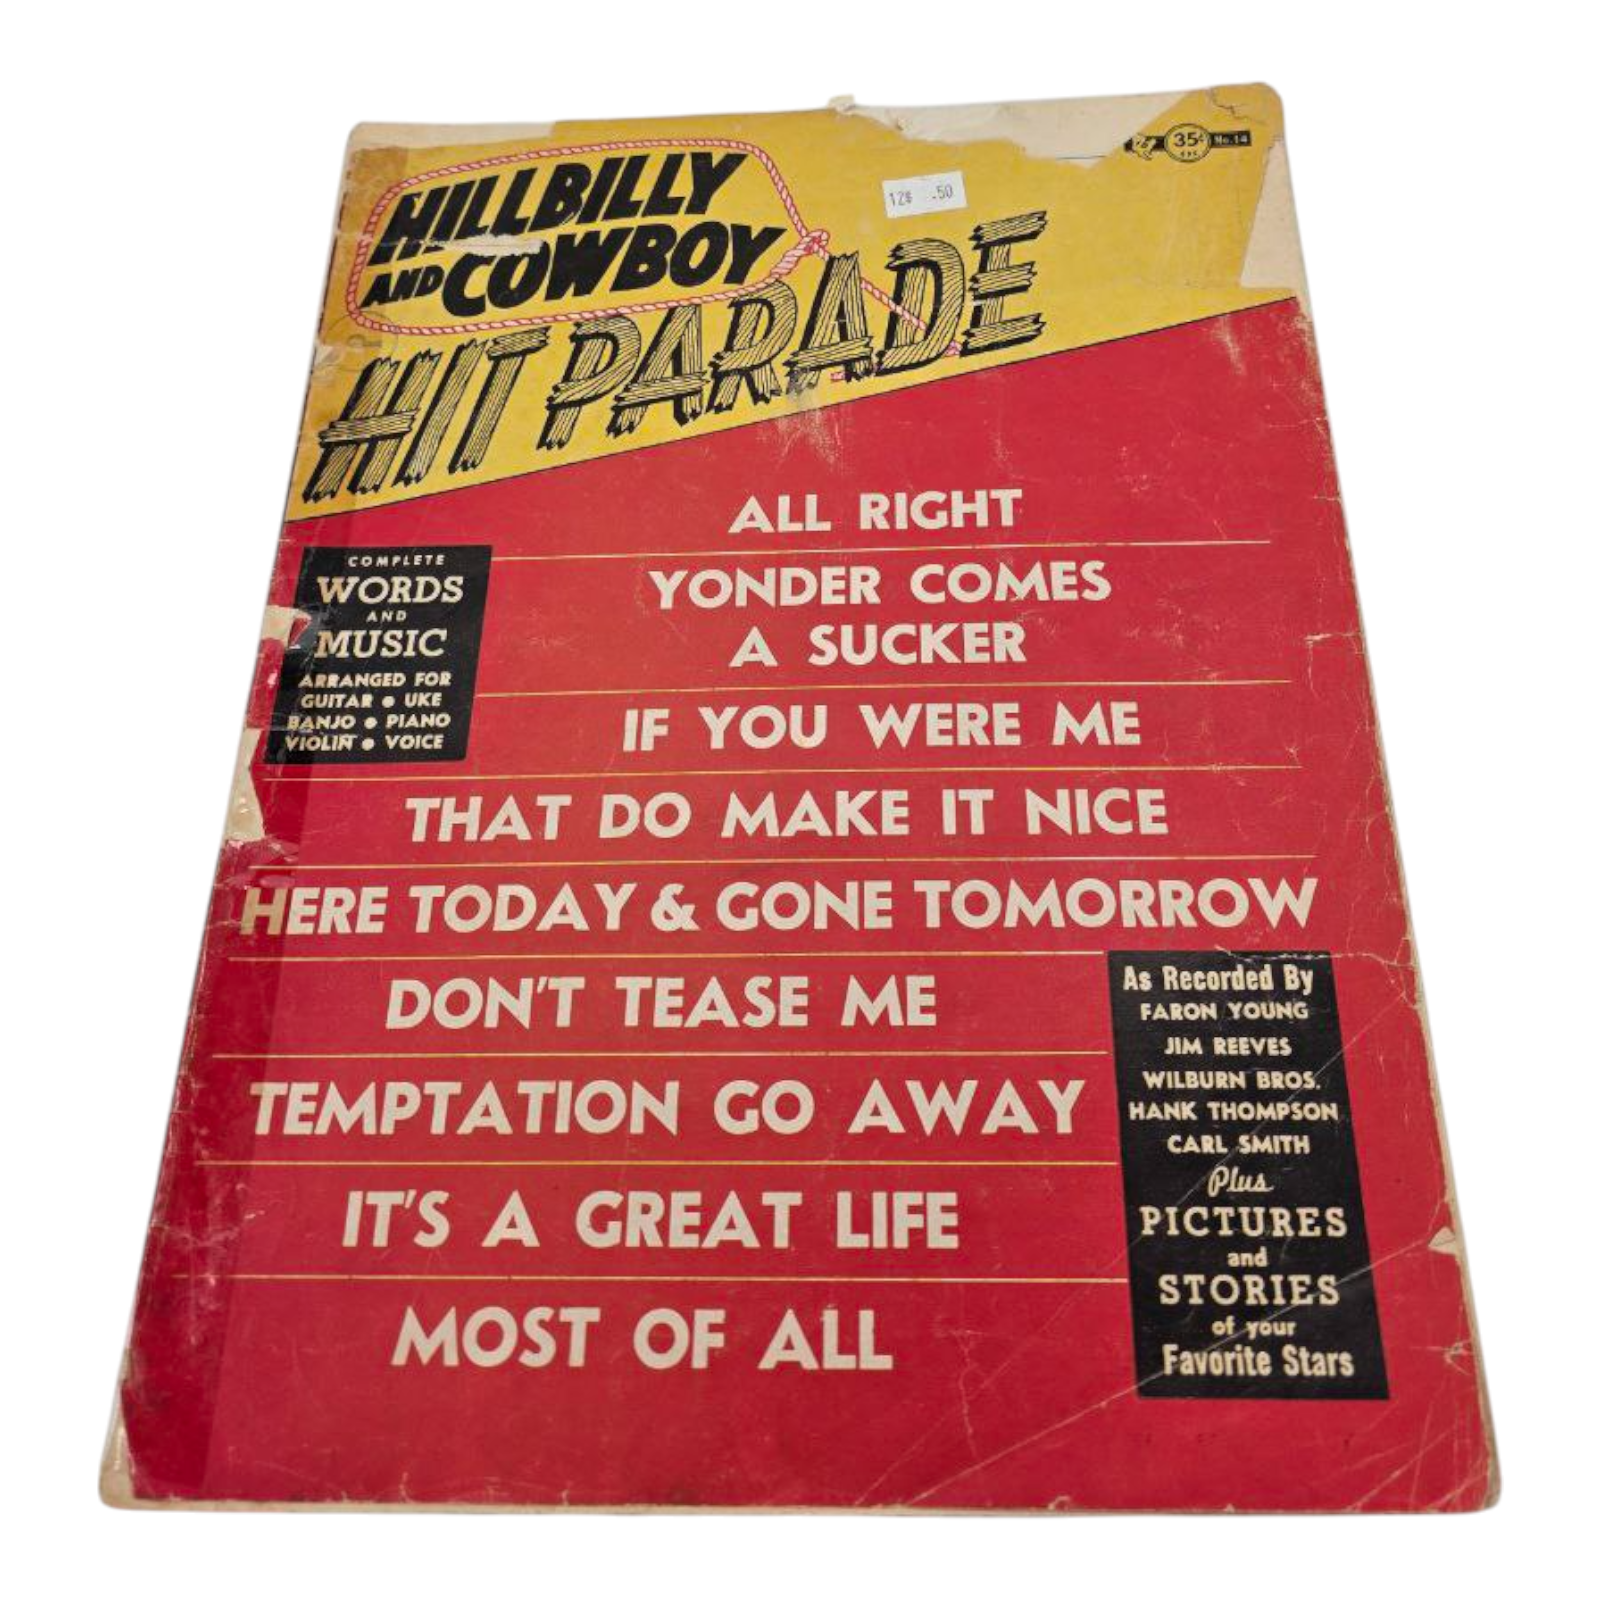 35¢
No. 14
12$ .50
HILLBILLY
AND COWBOY
HIT PARADE
ALL RIGHT
YONDER COMES
A SUCKER
IF YOU WERE ME
THAT DO MAKE IT NICE
HERE TODAY & GONE TOMORROW
DON'T TEASE ME
TEMPTATION GO AWAY
IT'S A GREAT LIFE
MOST OF ALL
COMPLETE
WORDS
AND
MUSIC
ARRANGED FOR
GUITAR ● UKE
BANJO ● PIANO
VIOLIN ● VOICE
As Recorded By
FARON YOUNG
JIM REEVES
WILBURN BROS.
HANK THOMPSON
CARL SMITH
Plus
PICTURES
and
STORIES
of your
Favorite Stars